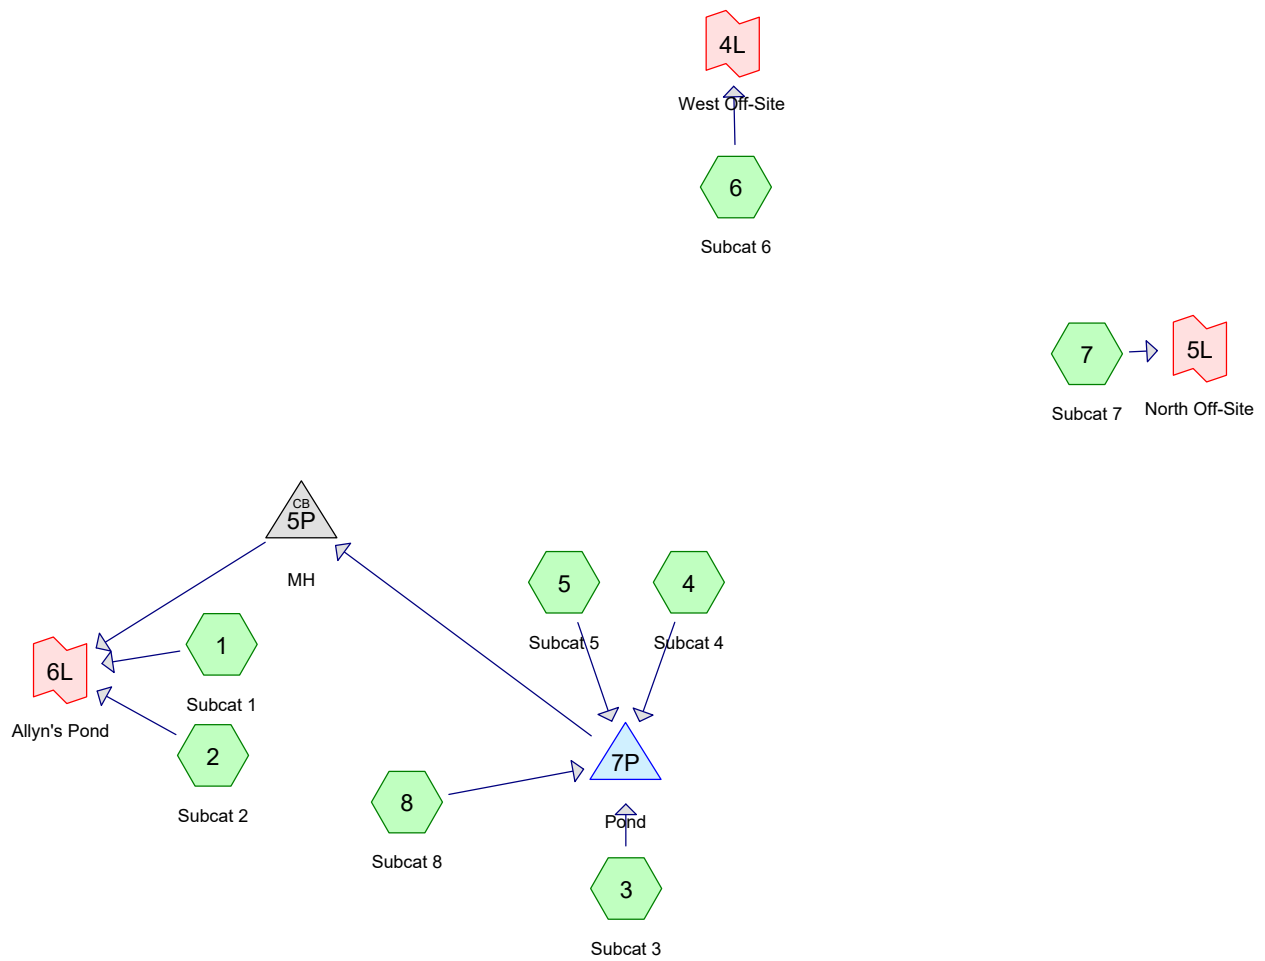 4L
West Off-Site
6
Subcat 6
7
5L
Subcat 7
North Off-Site
CB
5P
MH
5
4
Subcat 5
Subcat 4
1
6L
Subcat 1
Allyn's Pond
2
7P
8
Subcat 2
Pond
Subcat 8
3
Subcat 3